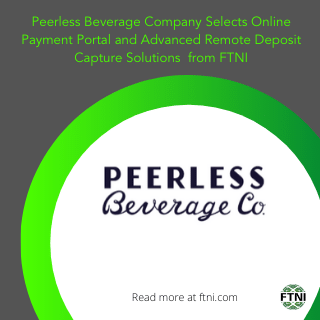 Peerless Beverage Company Selects Online
Payment Portal and Advanced Remote Deposit
Capture Solutions from FTNI
PEERLESS
Beverage Co.
Read more at ftni.com
FTNI